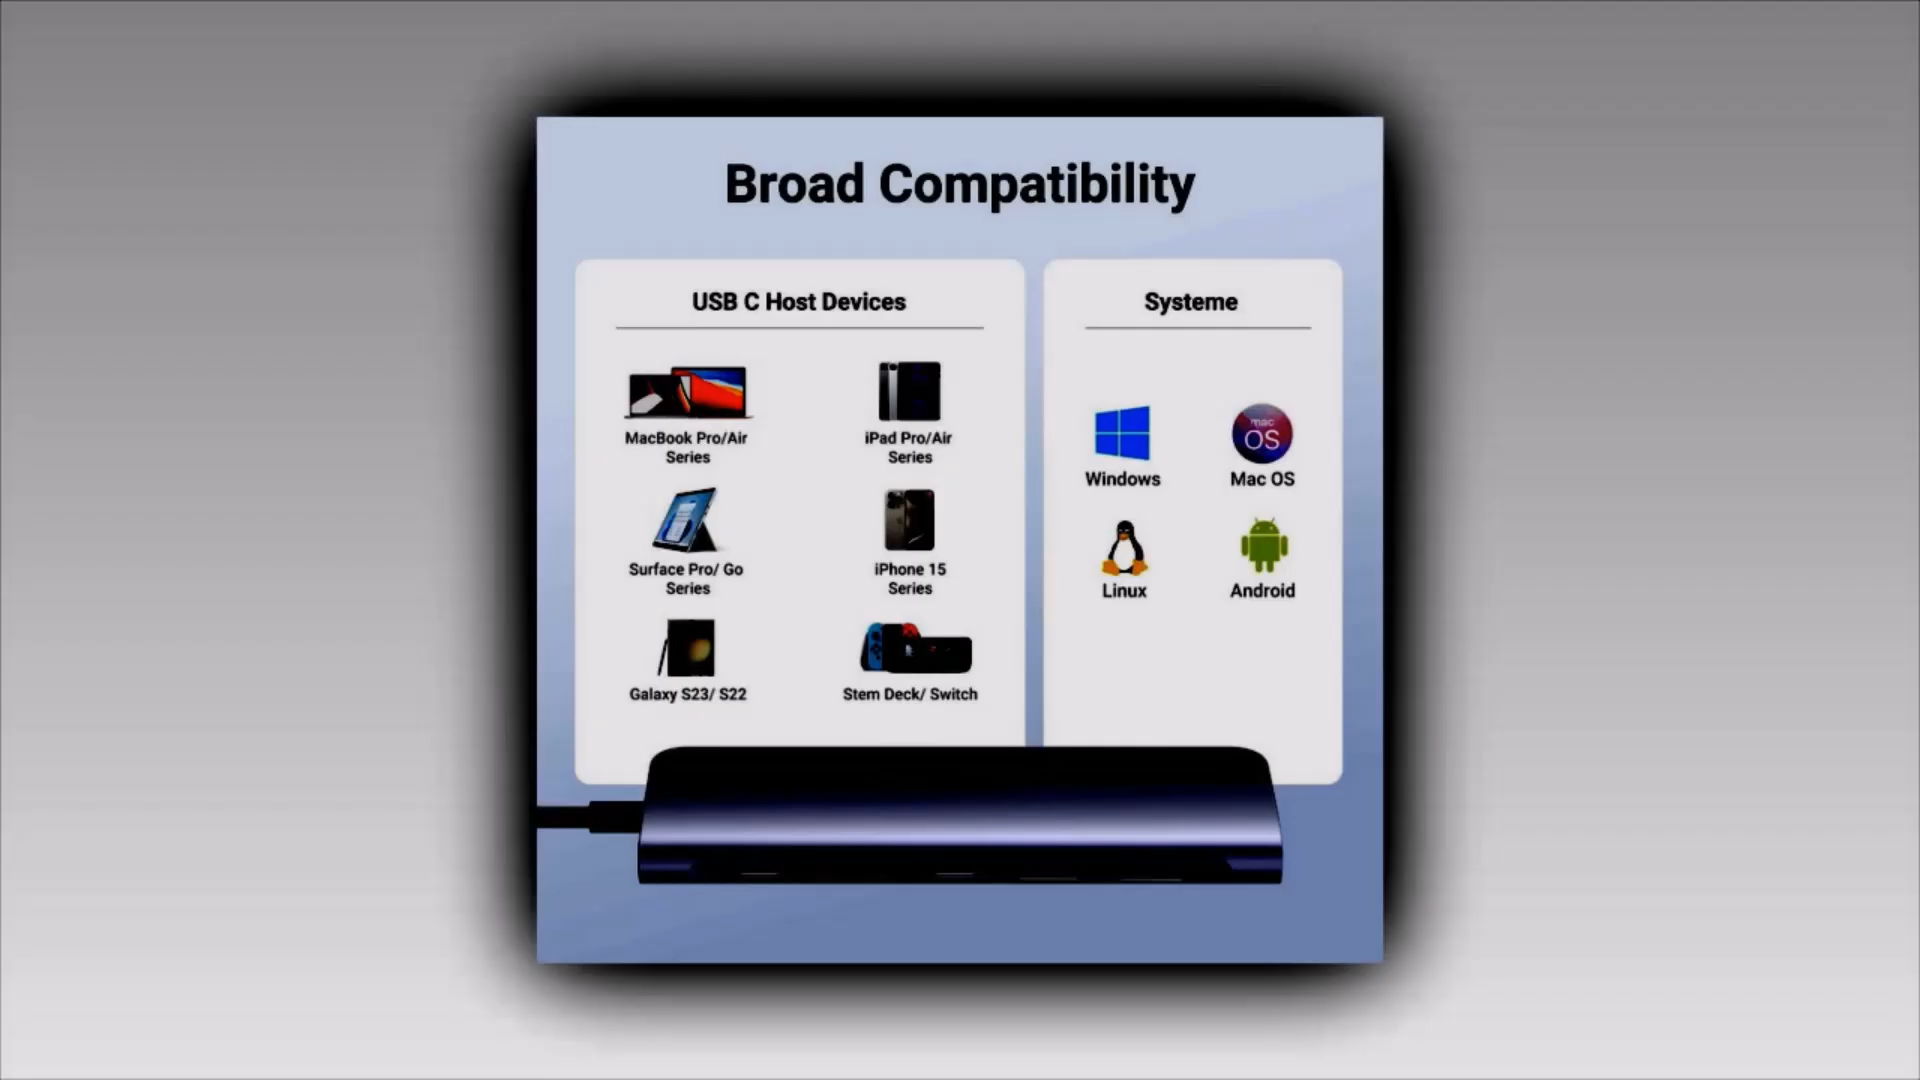 Broad Compatibility
USB C Host Devices
MacBook Pro/Air
Series
iPad Pro/Air
Series
Surface Pro/ Go
Series
iPhone 15
Series
Galaxy S23/ S22
Stem Deck/ Switch
Systeme
Windows
mac
OS
Mac OS
Linux
Android